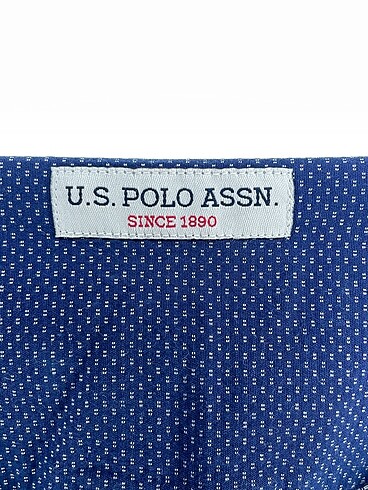 U.S. POLO ASSN.
SINCE 1890